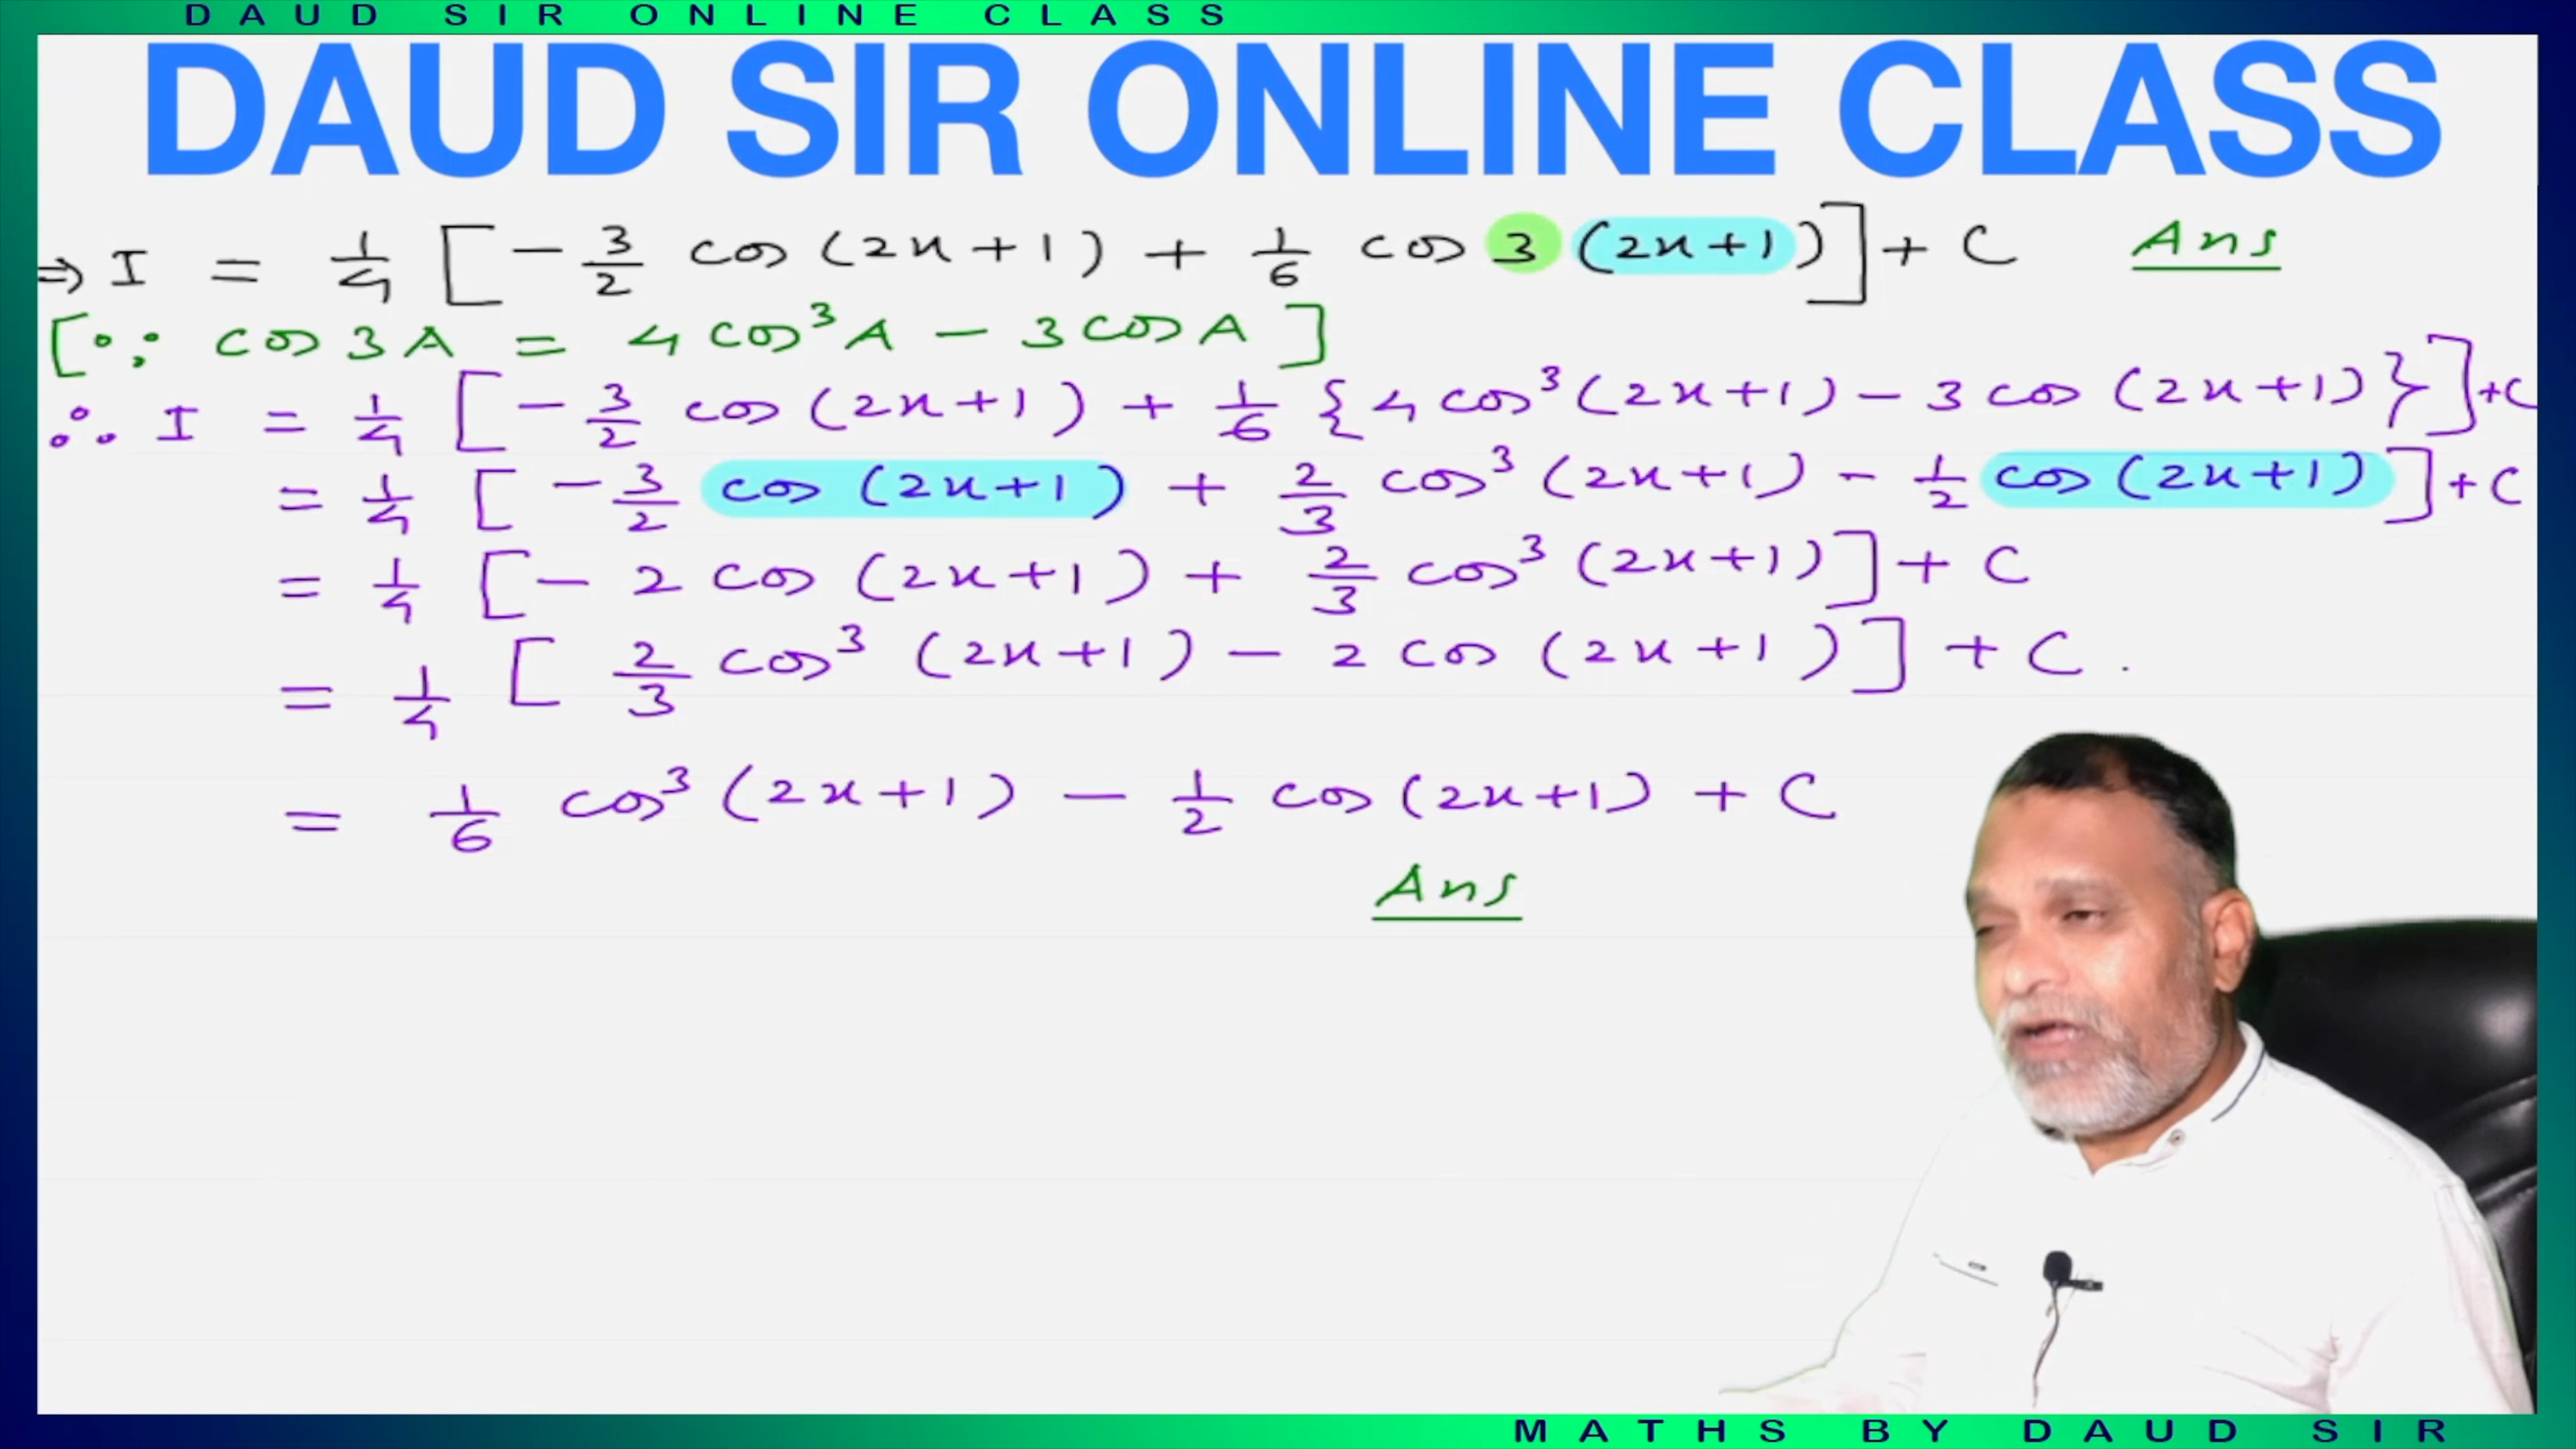 DAUD SIR ONLINE CLASS
DAUD SIR ONLINE CLASS
⇒ I = 1/4 [ - 3/2 cos (2x+1) + 1/6 cos 3 (2x+1) ] + C Ans
[∵ cos 3A = 4 cos³ A - 3 cos A ]
∴ I = 1/4 [ - 3/2 cos (2x+1) + 1/6 { 4 cos³ (2x+1) - 3 cos (2x+1) } ] + C
= 1/4 [ - 3/2 cos (2x+1) + 2/3 cos³ (2x+1) - 1/2 cos (2x+1) ] + C
= 1/4 [ - 2 cos (2x+1) + 2/3 cos³ (2x+1) ] + C
= 1/4 [ 2/3 cos³ (2x+1) - 2 cos (2x+1) ] + C .
= 1/6 cos³ (2x+1) - 1/2 cos (2x+1) + C
Ans
MATHS BY DAUD SIR